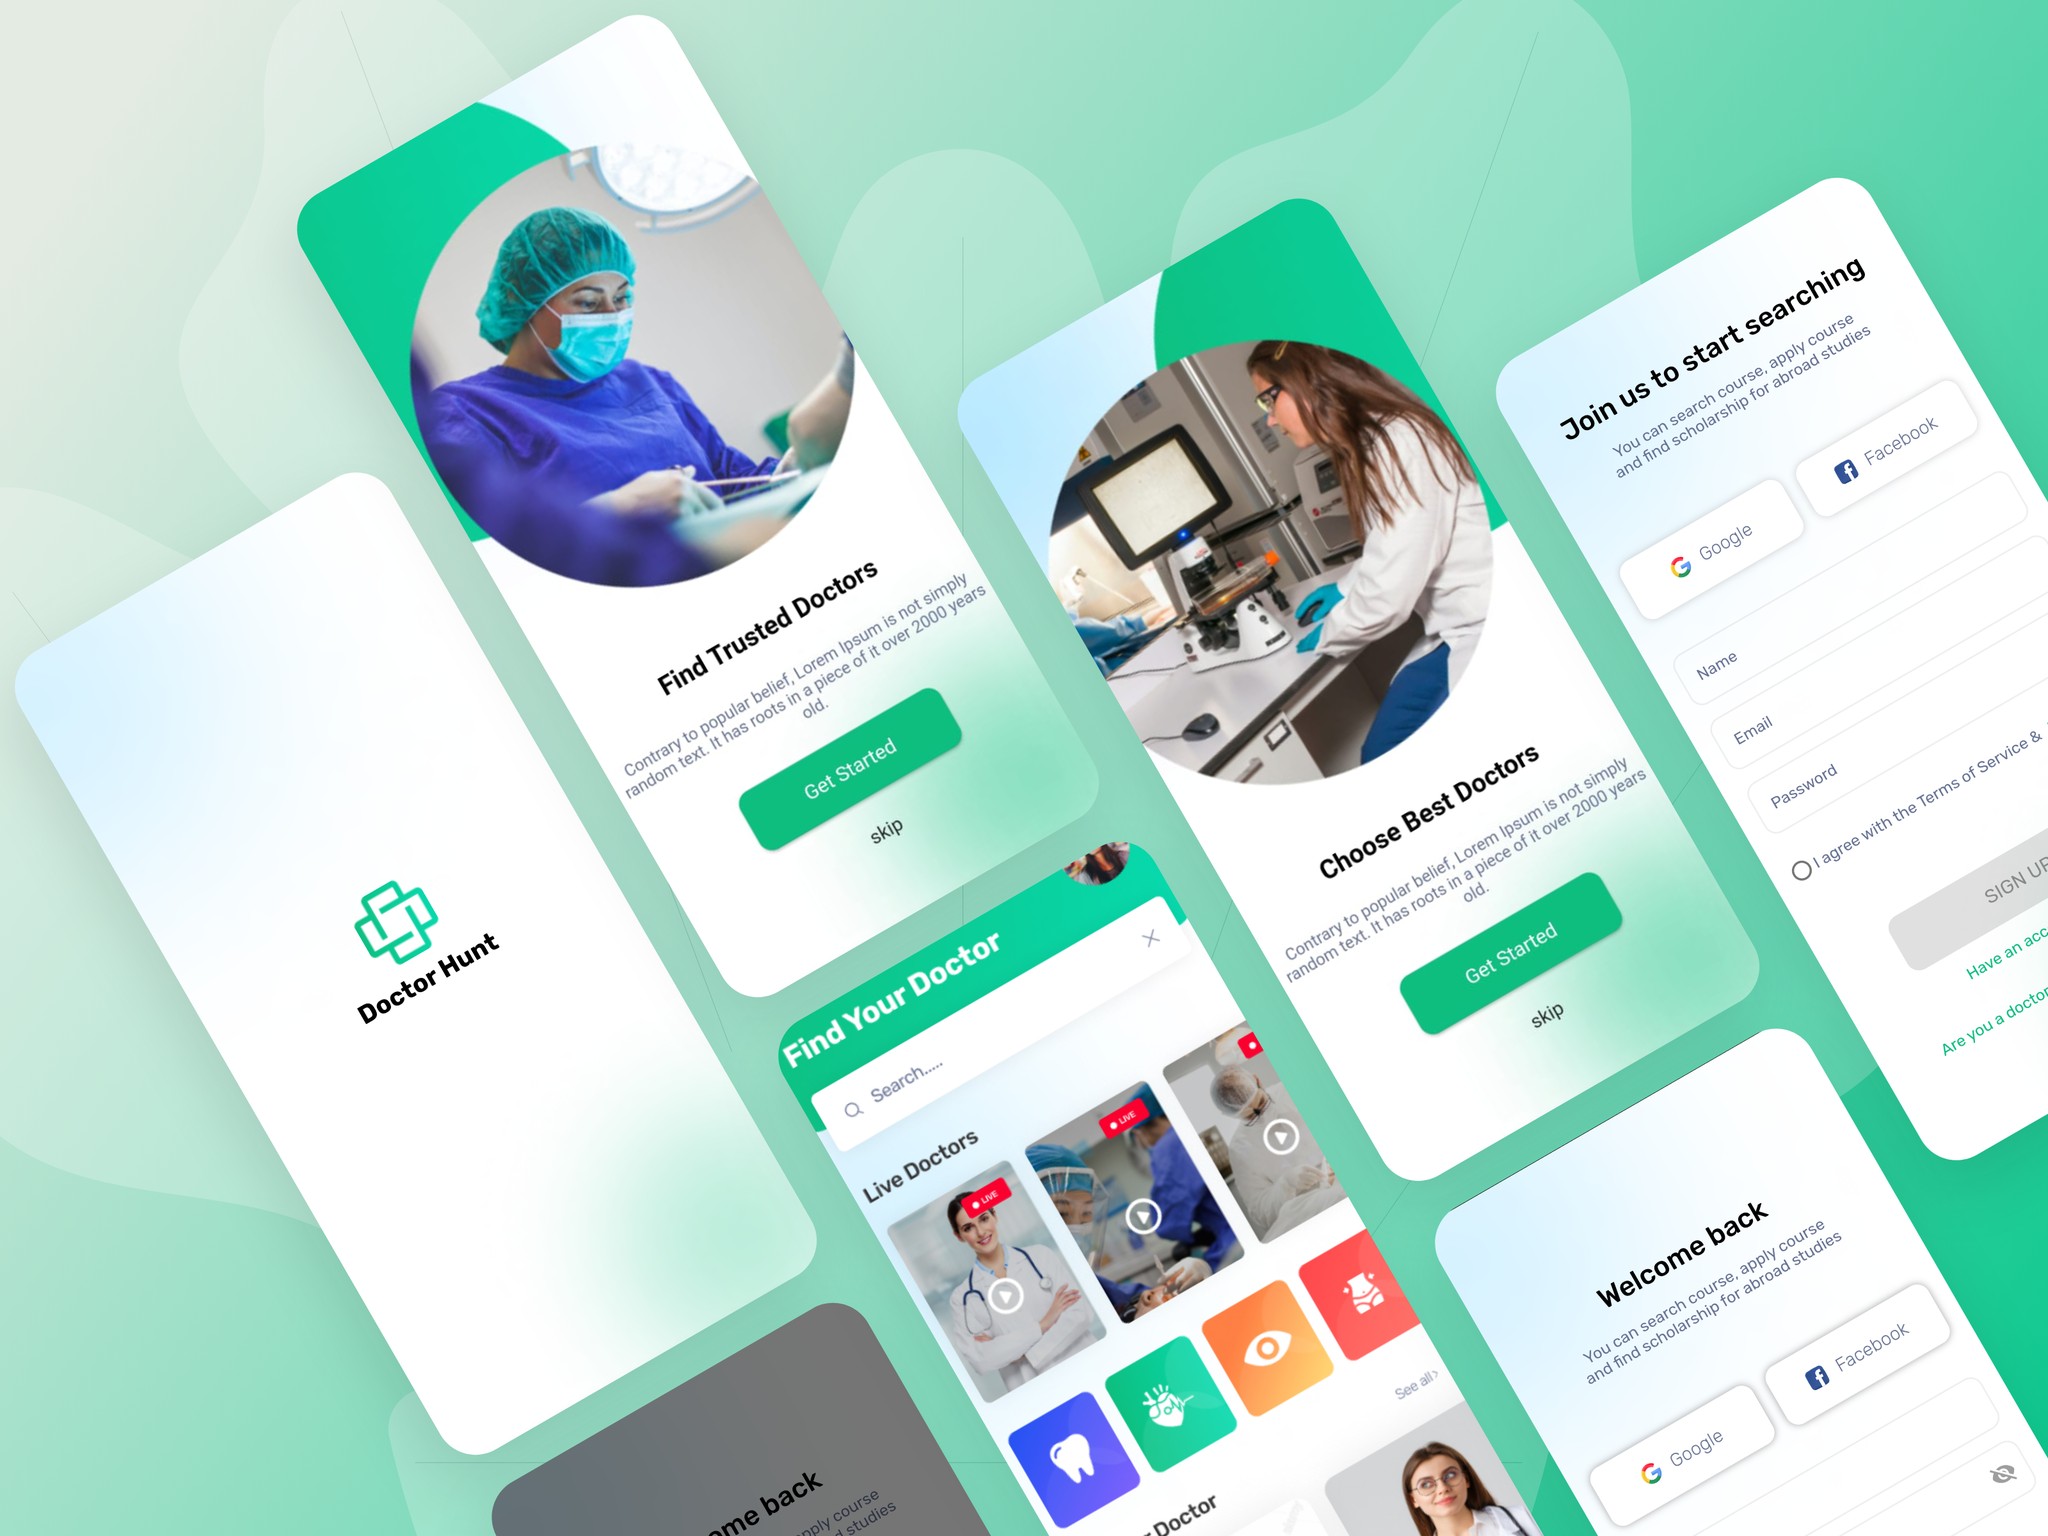 Doctor Hunt
Find Trusted Doctors
Contrary to popular belief, Lorem Ipsum is not simply
random text. It has roots in a piece of it over 2000 years
old.
Get Started
skip
Choose Best Doctors
Contrary to popular belief, Lorem Ipsum is not simply
random text. It has roots in a piece of it over 2000 years
old.
Get Started
skip
Join us to start searching
You can search course, apply course
and find scholarship for abroad studies
Google
Facebook
Name
Email
Password
I agree with the Terms of Service &
SIGN UP
Have an acc
Are you a doctor
Find Your Doctor
Search.....
Live Doctors
LIVE
LIVE
See all
Doctor
Welcome back
You can search course, apply course
and find scholarship for abroad studies
Google
Facebook
ome back
apply course
d studies